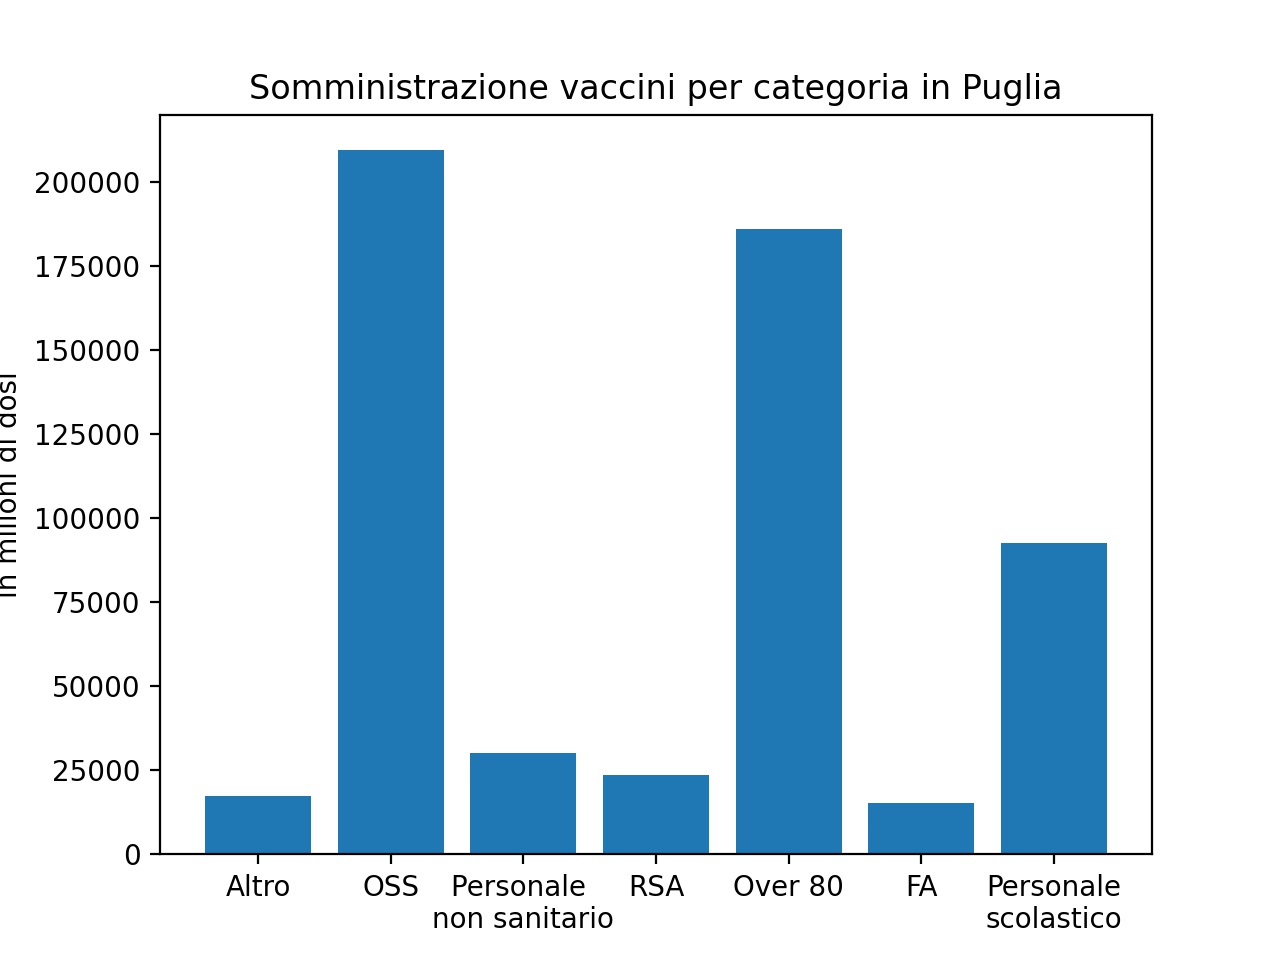 Somministrazione vaccini per categoria in Puglia
In milioni di dosi
200000
175000
150000
125000
100000
75000
50000
25000
0
Altro
OSS
Personale
non sanitario
RSA
Over 80
FA
Personale
scolastico